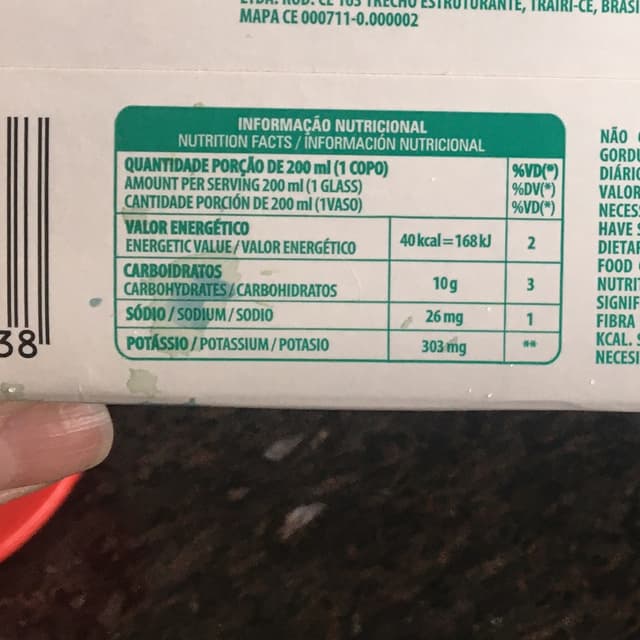 LTDA. ROD. CE 163 TRECHO ESTRUTURANTE, TRAIRI-CE, BRASI
MAPA CE 000711-0.000002
INFORMAÇÃO NUTRICIONAL
NUTRITION FACTS / INFORMACIÓN NUTRICIONAL
QUANTIDADE PORÇÃO DE 200 ml (1 COPO) %VD(*)
AMOUNT PER SERVING 200 ml (1 GLASS) %DV(*)
CANTIDADE PORCIÓN DE 200 ml (1VASO) %VD(*)
VALOR ENERGÉTICO
ENERGETIC VALUE / VALOR ENERGÉTICO 40 kcal=168 kJ 2
CARBOIDRATOS
CARBOHYDRATES / CARBOHIDRATOS 10 g 3
SÓDIO / SODIUM / SODIO 26 mg 1
POTÁSSIO / POTASSIUM / POTASIO 303 mg **
38
NÃO
GORDU
DIÁRIO
VALOR
NECES
HAVE S
DIETAR
FOOD
NUTRI
SIGNIF
FIBRA
KCAL. S
NECESI